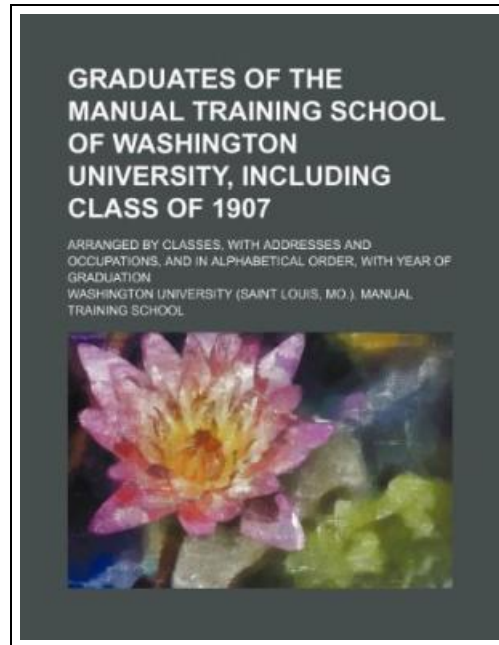 GRADUATES OF THE
MANUAL TRAINING SCHOOL
OF WASHINGTON
UNIVERSITY, INCLUDING
CLASS OF 1907
ARRANGED BY CLASSES, WITH ADDRESSES AND
OCCUPATIONS, AND IN ALPHABETICAL ORDER, WITH YEAR OF
GRADUATION
WASHINGTON UNIVERSITY (SAINT LOUIS, MO.). MANUAL
TRAINING SCHOOL